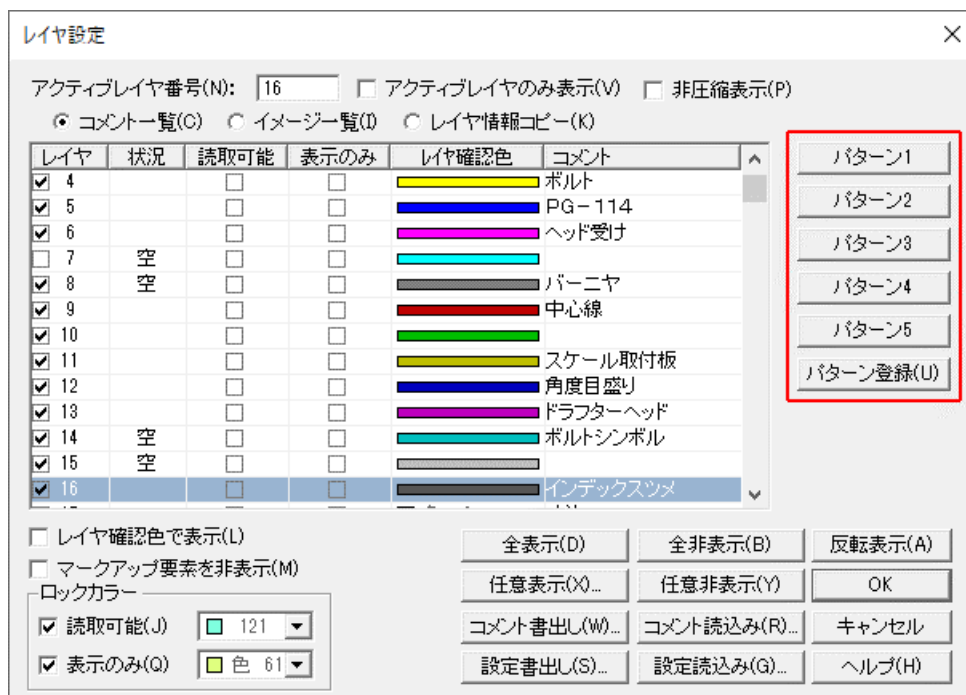 レイヤ設定
アクティブレイヤ番号(N): 16 アクティブレイヤのみ表示(V) 非圧縮表示(P)
コメント一覧(C) イメージ一覧(I) レイヤ情報コピー(K)
レイヤ 状況 読取可能 表示のみ レイヤ確認色 コメント
4 ボルト
5 PG-114
6 ヘッド受け
7 空
8 空 バーニヤ
9 中心線
10
11 スケール取付板
12 角度目盛り
13 ドラフターヘッド
14 空 ボルトシンボル
15 空
16 インデックスツメ
パターン1
パターン2
パターン3
パターン4
パターン5
パターン登録(U)
レイヤ確認色で表示(L)
マークアップ要素を非表示(M)
ロックカラー
読取可能(J) 121
表示のみ(Q) 色 61
全表示(D) 全非表示(B) 反転表示(A)
任意表示(X)... 任意非表示(Y) OK
コメント書出し(W)... コメント読込み(R)... キャンセル
設定書出し(S)... 設定読込み(G)... ヘルプ(H)